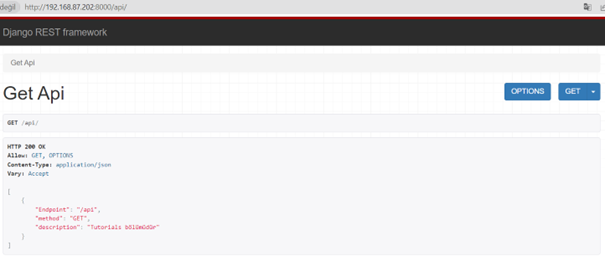 değil http://192.168.87.202:8000/api/
Django REST framework
Get Api
Get Api
OPTIONS GET
GET /api/
HTTP 200 OK
Allow: GET, OPTIONS
Content-Type: application/json
Vary: Accept
[
{
"Endpoint": "/api",
"method": "GET",
"description": "Tutorials bölümüdür"
}
]